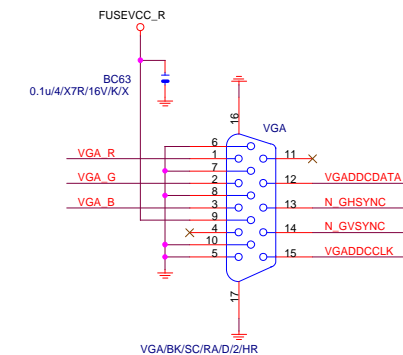 FUSEVCC_R
BC63
0.1u/4/X7R/16V/K/X
VGA
16
6
VGA_R 1 11
7
VGA_G 2 12 VGADDCDATA
8
VGA_B 3 13 N_GHSYNC
9
4 14 N_GVSYNC
10
5 15 VGADDCCLK
17
VGA/BK/SC/RA/D/2/HR